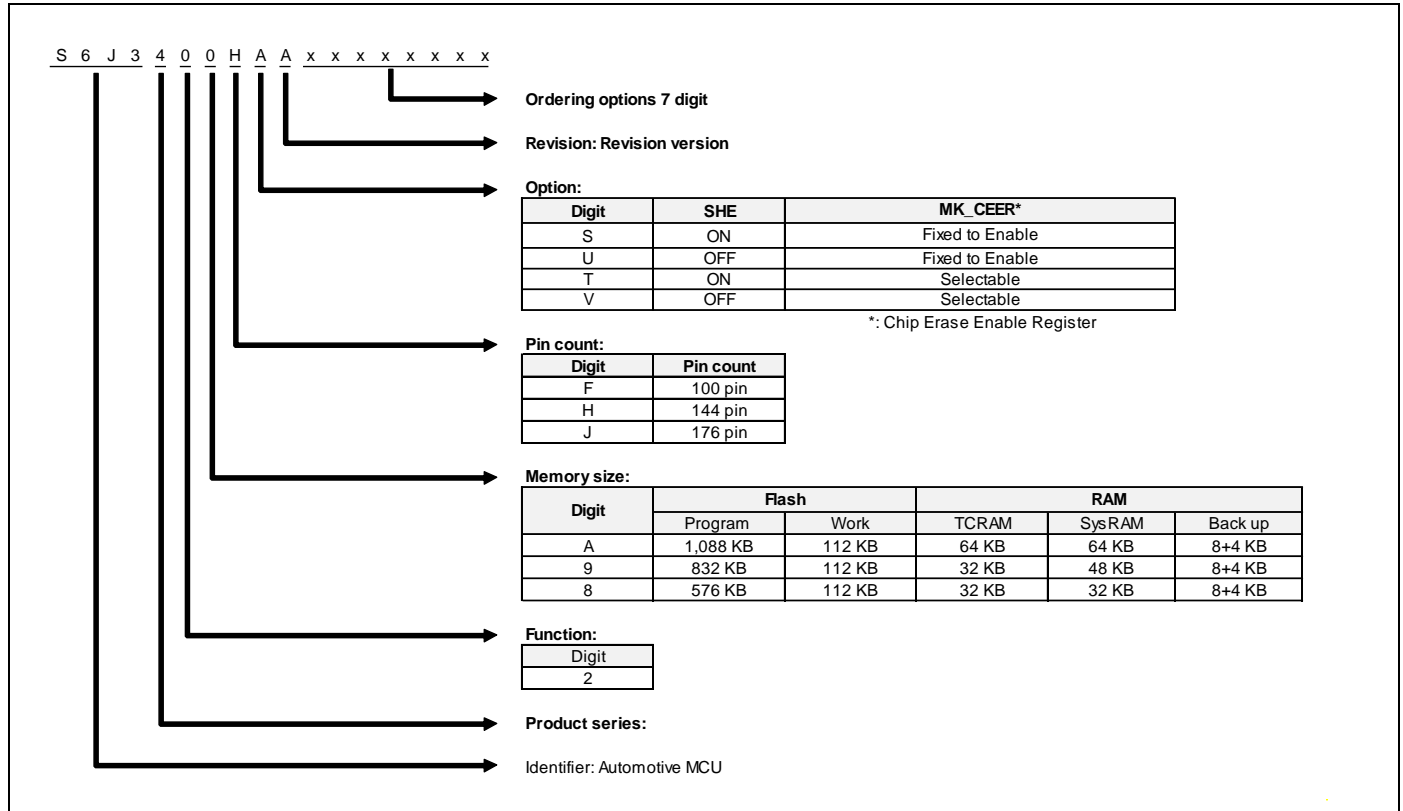 S 6 J 3 4 0 0 H A A x x x x x x x x
Ordering options 7 digit
Revision: Revision version
Option:
Digit SHE MK_CEER*
S ON Fixed to Enable
U OFF Fixed to Enable
T ON Selectable
V OFF Selectable
*: Chip Erase Enable Register
Pin count:
Digit Pin count
F 100 pin
H 144 pin
J 176 pin
Memory size:
Digit Flash RAM
Program Work TCRAM SysRAM Back up
A 1,088 KB 112 KB 64 KB 64 KB 8+4 KB
9 832 KB 112 KB 32 KB 48 KB 8+4 KB
8 576 KB 112 KB 32 KB 32 KB 8+4 KB
Function:
Digit
2
Product series:
Identifier: Automotive MCU